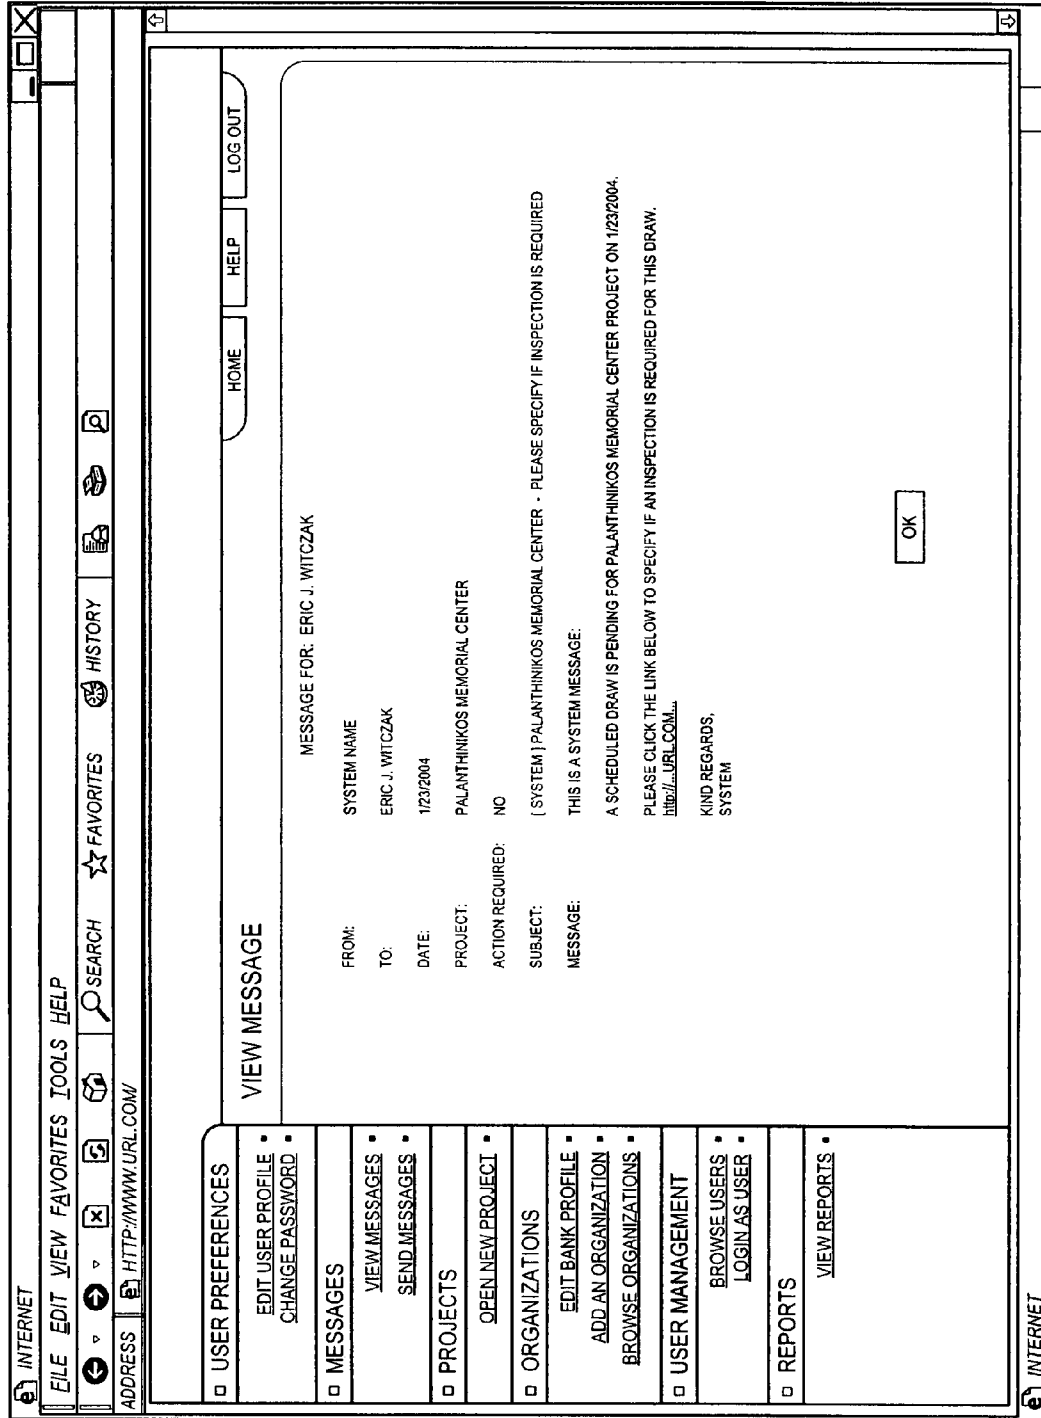 INTERNET
FILE EDIT VIEW FAVORITES TOOLS HELP
SEARCH FAVORITES HISTORY
ADDRESS HTTP://WWW.URL.COM/
HOME HELP LOG OUT
USER PREFERENCES
EDIT USER PROFILE
CHANGE PASSWORD
MESSAGES
VIEW MESSAGES
SEND MESSAGES
PROJECTS
OPEN NEW PROJECT
ORGANIZATIONS
EDIT BANK PROFILE
ADD AN ORGANIZATION
BROWSE ORGANIZATIONS
USER MANAGEMENT
BROWSE USERS
LOGIN AS USER
REPORTS
VIEW REPORTS
VIEW MESSAGE
MESSAGE FOR: ERIC J. WITCZAK
FROM: SYSTEM NAME
TO: ERIC J. WITCZAK
DATE: 1/23/2004
PROJECT: PALANTHINIKOS MEMORIAL CENTER
ACTION REQUIRED: NO
SUBJECT: [ SYSTEM ] PALANTHINIKOS MEMORIAL CENTER - PLEASE SPECIFY IF INSPECTION IS REQUIRED
MESSAGE: THIS IS A SYSTEM MESSAGE:
A SCHEDULED DRAW IS PENDING FOR PALANTHINIKOS MEMORIAL CENTER PROJECT ON 1/23/2004.
PLEASE CLICK THE LINK BELOW TO SPECIFY IF AN INSPECTION IS REQUIRED FOR THIS DRAW.
http://...URL.COM...
KIND REGARDS,
SYSTEM
OK
INTERNET